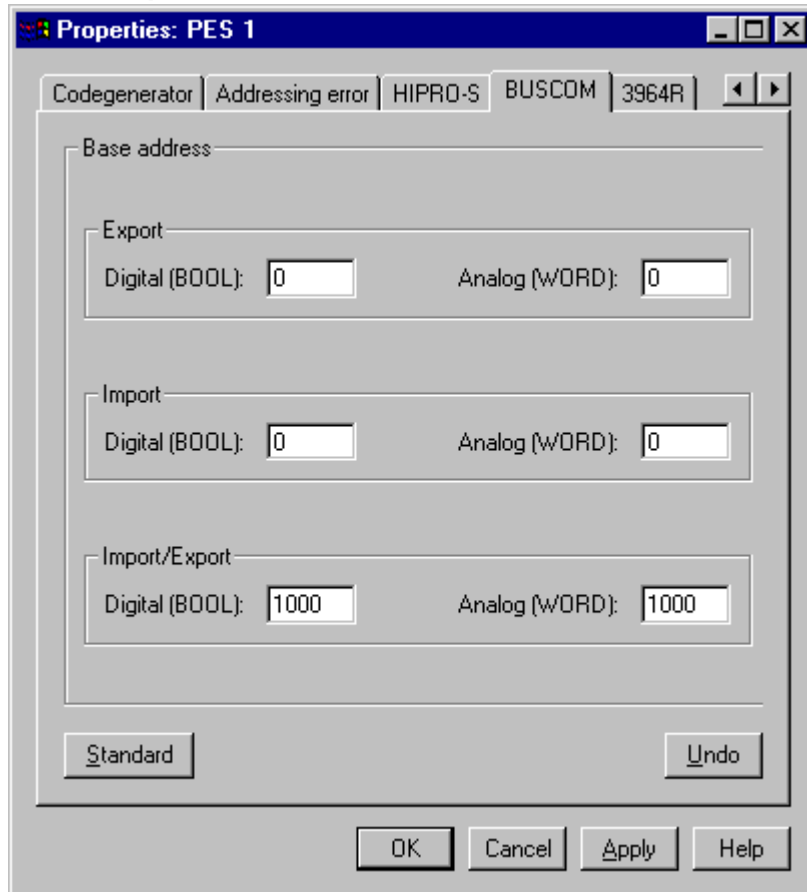 Properties: PES 1
Codegenerator Addressing error HIPRO-S BUSCOM 3964R
Base address
Export
Digital (BOOL): 0 Analog (WORD): 0
Import
Digital (BOOL): 0 Analog (WORD): 0
Import/Export
Digital (BOOL): 1000 Analog (WORD): 1000
Standard Undo
OK Cancel Apply Help